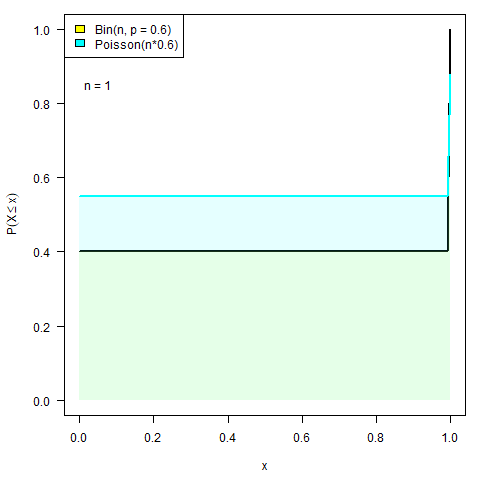 Bin(n, p = 0.6)
Poisson(n*0.6)
n = 1
P(X ≤ x)
1.0
0.8
0.6
0.4
0.2
0.0
0.0 0.2 0.4 0.6 0.8 1.0
x